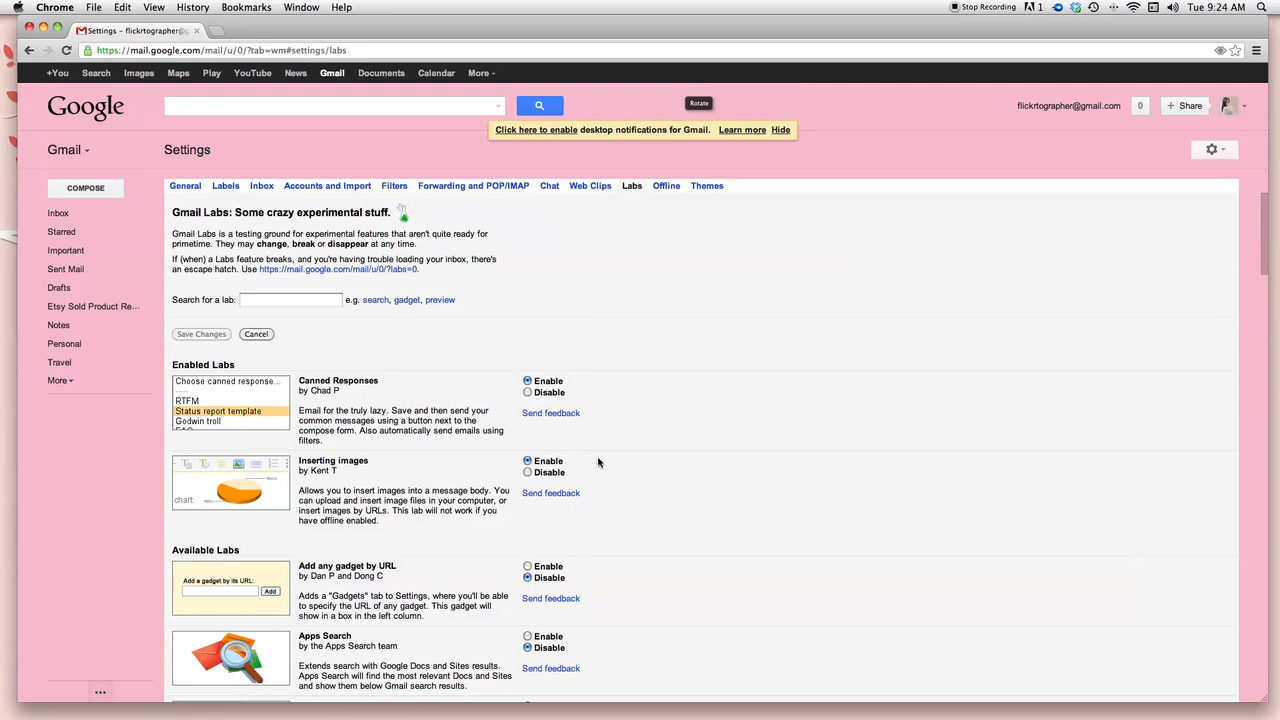 Chrome File Edit View History Bookmarks Window Help Stop Recording 1 Tue 9:24 AM
Settings – flickrtographer@g
https://mail.google.com/mail/u/0/?tab=wm#settings/labs
+You Search Images Maps Play YouTube News Gmail Documents Calendar More
Google Rotate flickrtographer@gmail.com 0 + Share
Click here to enable desktop notifications for Gmail. Learn more Hide
Gmail Settings
COMPOSE
Inbox
Starred
Important
Sent Mail
Drafts
Etsy Sold Product Re...
Notes
Personal
Travel
More
General Labels Inbox Accounts and Import Filters Forwarding and POP/IMAP Chat Web Clips Labs Offline Themes
Gmail Labs: Some crazy experimental stuff.
Gmail Labs is a testing ground for experimental features that aren't quite ready for
primetime. They may change, break or disappear at any time.
If (when) a Labs feature breaks, and you're having trouble loading your inbox, there's
an escape hatch. Use https://mail.google.com/mail/u/0/?labs=0.
Search for a lab: e.g. search, gadget, preview
Save Changes Cancel
Enabled Labs
Choose canned response...
RTFM
Status report template
Godwin troll
Canned Responses
by Chad P
Email for the truly lazy. Save and then send your
common messages using a button next to the
compose form. Also automatically send emails using
filters.
Enable
Disable
Send feedback
chart:
Inserting images
by Kent T
Allows you to insert images into a message body. You
can upload and insert image files in your computer, or
insert images by URLs. This lab will not work if you
have offline enabled.
Enable
Disable
Send feedback
Available Labs
Add a gadget by its URL:
Add
Add any gadget by URL
by Dan P and Dong C
Adds a "Gadgets" tab to Settings, where you'll be able
to specify the URL of any gadget. This gadget will
show in a box in the left column.
Enable
Disable
Send feedback
Apps Search
by the Apps Search team
Extends search with Google Docs and Sites results.
Apps Search will find the most relevant Docs and Sites
and show them below Gmail search results.
Enable
Disable
Send feedback